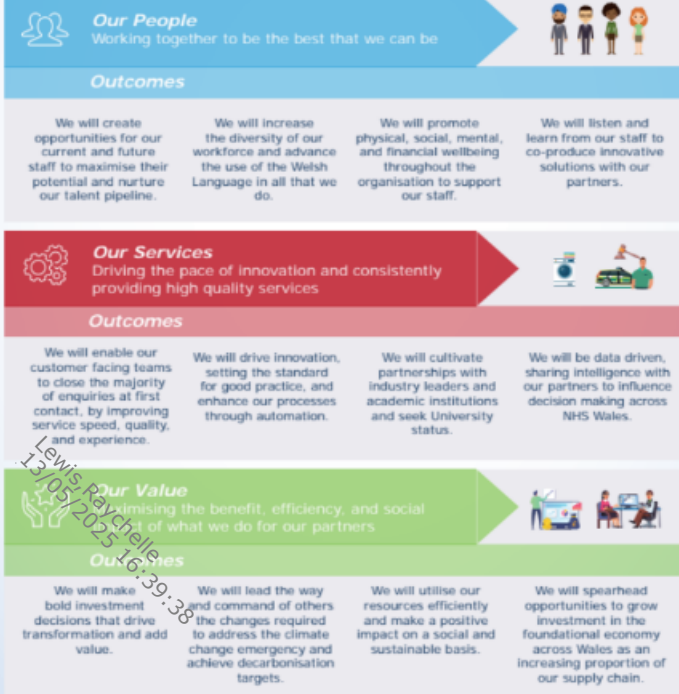 Our People
Working together to be the best that we can be
Outcomes
We will create
opportunities for our
current and future
staff to maximise their
potential and nurture
our talent pipeline.
We will increase
the diversity of our
workforce and advance
the use of the Welsh
Language in all that we
do.
We will promote
physical, social, mental,
and financial wellbeing
throughout the
organisation to support
our staff.
We will listen and
learn from our staff to
co-produce innovative
solutions with our
partners.
Our Services
Driving the pace of innovation and consistently
providing high quality services
Outcomes
We will enable our
customer facing teams
to close the majority
of enquiries at first
contact, by improving
service speed, quality,
and experience.
We will drive innovation,
setting the standard
for good practice, and
enhance our processes
through automation.
We will cultivate
partnerships with
industry leaders and
academic institutions
and seek University
status.
We will be data driven,
sharing intelligence with
our partners to influence
decision making across
NHS Wales.
Our Value
Maximising the benefit, efficiency, and social
of what we do for our partners
Outcomes
We will make
bold investment
decisions that drive
transformation and add
value.
We will lead the way
and command of others
the changes required
to address the climate
change emergency and
achieve decarbonisation
targets.
We will utilise our
resources efficiently
and make a positive
impact on a social and
sustainable basis.
We will spearhead
opportunities to grow
investment in the
foundational economy
across Wales as an
increasing proportion of
our supply chain.
Lewis,Raychelle
13/05/2025 16:39:38